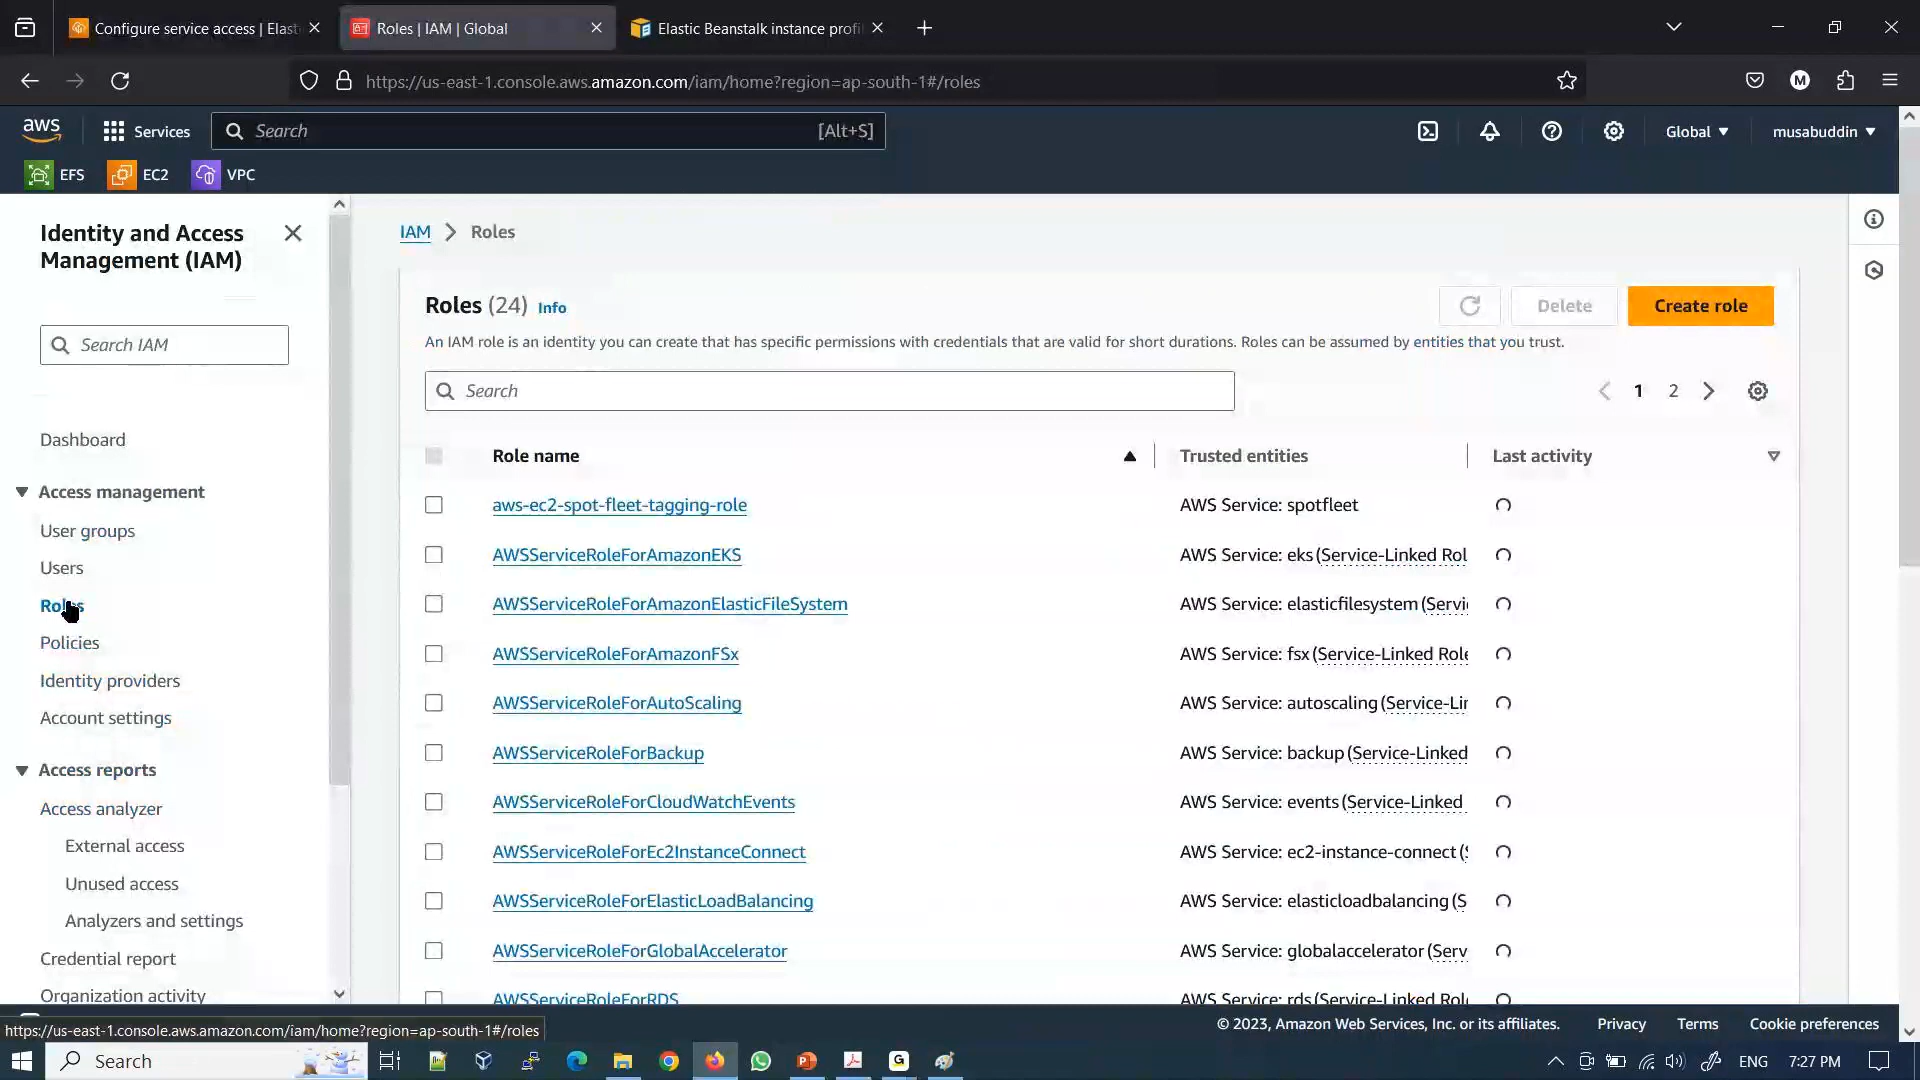 Configure service access | Elast
Roles | IAM | Global
Elastic Beanstalk instance profi
https://us-east-1.console.aws.amazon.com/iam/home?region=ap-south-1#/roles
M
aws
Services
Search
[Alt+S]
Global
musabuddin
EFS
EC2
VPC
Identity and Access
Management (IAM)
Search IAM
Dashboard
Access management
User groups
Users
Roles
Policies
Identity providers
Account settings
Access reports
Access analyzer
External access
Unused access
Analyzers and settings
Credential report
Organization activity
IAM > Roles
Roles (24) Info
Delete
Create role
An IAM role is an identity you can create that has specific permissions with credentials that are valid for short durations. Roles can be assumed by entities that you trust.
Search
1 2
Role name Trusted entities Last activity
aws-ec2-spot-fleet-tagging-role AWS Service: spotfleet
AWSServiceRoleForAmazonEKS AWS Service: eks (Service-Linked Rol
AWSServiceRoleForAmazonElasticFileSystem AWS Service: elasticfilesystem (Servi
AWSServiceRoleForAmazonFSx AWS Service: fsx (Service-Linked Role
AWSServiceRoleForAutoScaling AWS Service: autoscaling (Service-Lin
AWSServiceRoleForBackup AWS Service: backup (Service-Linked
AWSServiceRoleForCloudWatchEvents AWS Service: events (Service-Linked
AWSServiceRoleForEc2InstanceConnect AWS Service: ec2-instance-connect (S
AWSServiceRoleForElasticLoadBalancing AWS Service: elasticloadbalancing (S
AWSServiceRoleForGlobalAccelerator AWS Service: globalaccelerator (Serv
AWSServiceRoleForRDS AWS Service: rds (Service-Linked Role
https://us-east-1.console.aws.amazon.com/iam/home?region=ap-south-1#/roles
© 2023, Amazon Web Services, Inc. or its affiliates. Privacy Terms Cookie preferences
Search
ENG
7:27 PM